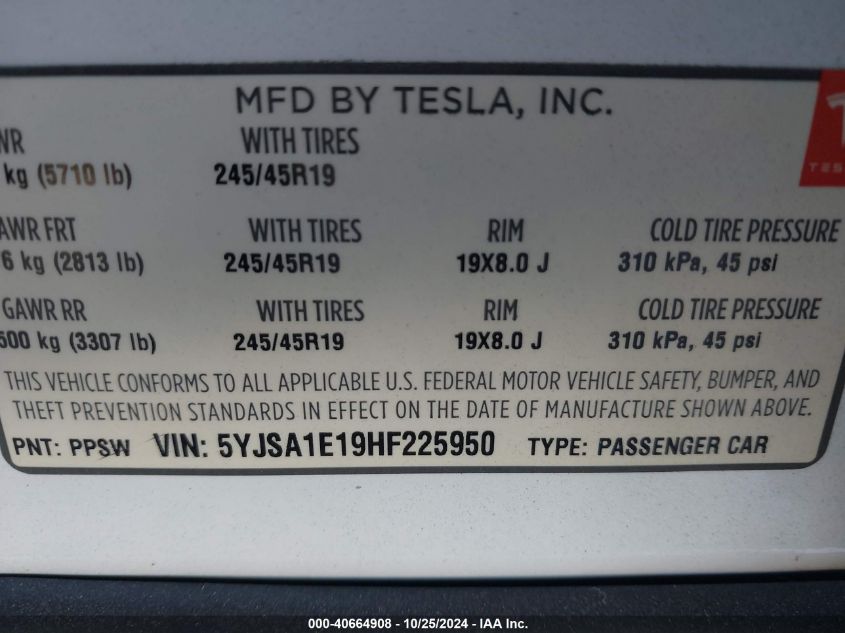 MFD BY TESLA, INC.
WR WITH TIRES
kg (5710 lb) 245/45R19
AWR FRT WITH TIRES RIM COLD TIRE PRESSURE
6 kg (2813 lb) 245/45R19 19X8.0 J 310 kPa, 45 psi
GAWR RR WITH TIRES RIM COLD TIRE PRESSURE
500 kg (3307 lb) 245/45R19 19X8.0 J 310 kPa, 45 psi
THIS VEHICLE CONFORMS TO ALL APPLICABLE U.S. FEDERAL MOTOR VEHICLE SAFETY, BUMPER, AND
THEFT PREVENTION STANDARDS IN EFFECT ON THE DATE OF MANUFACTURE SHOWN ABOVE.
PNT: PPSW VIN: 5YJSA1E19HF225950 TYPE: PASSENGER CAR
000-40664908 - 10/25/2024 - IAA Inc.